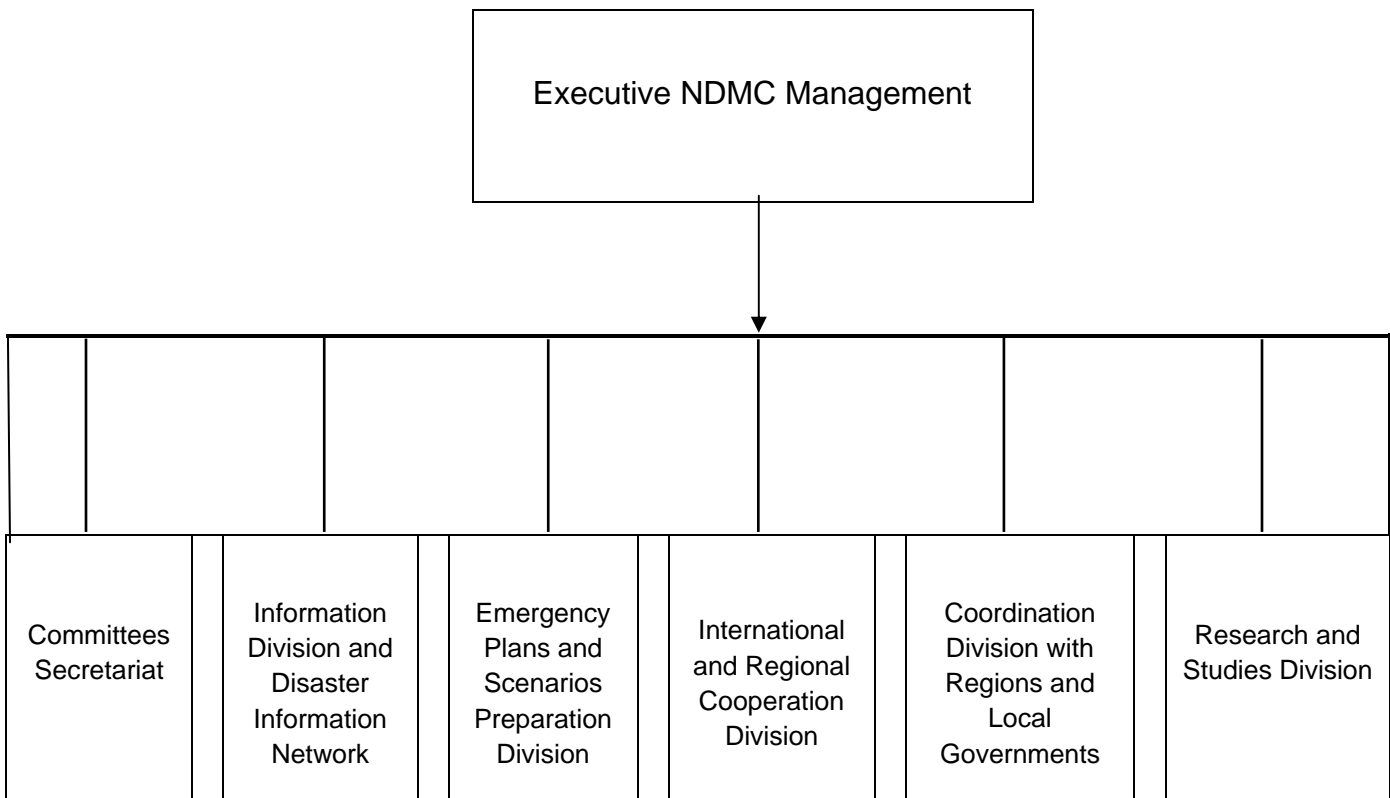 Executive NDMC Management
Committees
Secretariat
Information
Division and
Disaster
Information
Network
Emergency
Plans and
Scenarios
Preparation
Division
International
and Regional
Cooperation
Division
Coordination
Division with
Regions and
Local
Governments
Research and
Studies Division